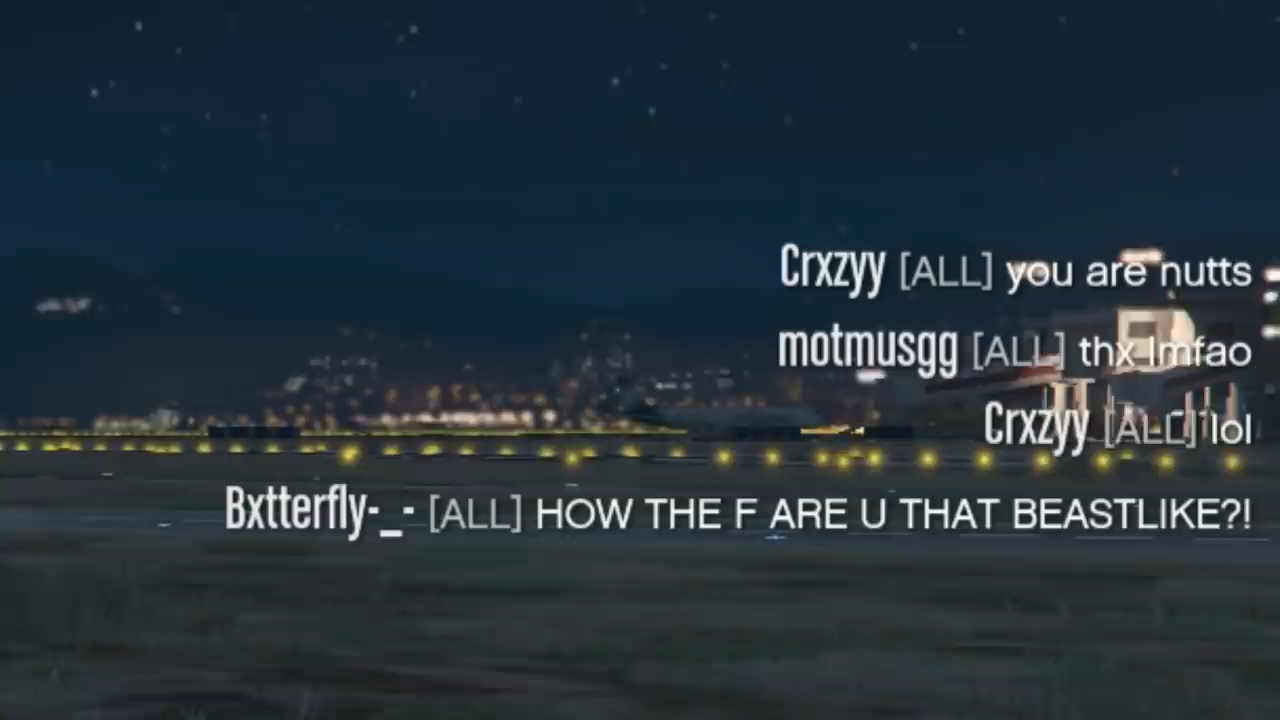 Crxzyy [ALL] you are nutts
motmusgg [ALL] thx lmfao
Crxzyy [ALL] lol
Bxtterfly-_- [ALL] HOW THE F ARE U THAT BEASTLIKE?!